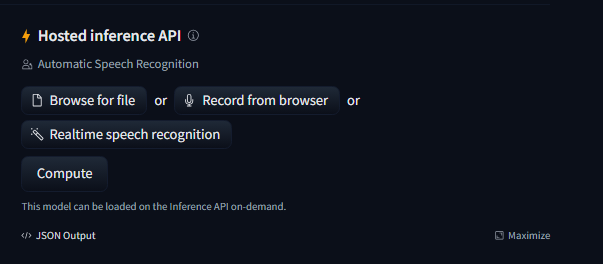 Hosted inference API
Automatic Speech Recognition
Browse for file or Record from browser or
Realtime speech recognition
Compute
This model can be loaded on the Inference API on-demand.
</> JSON Output Maximize